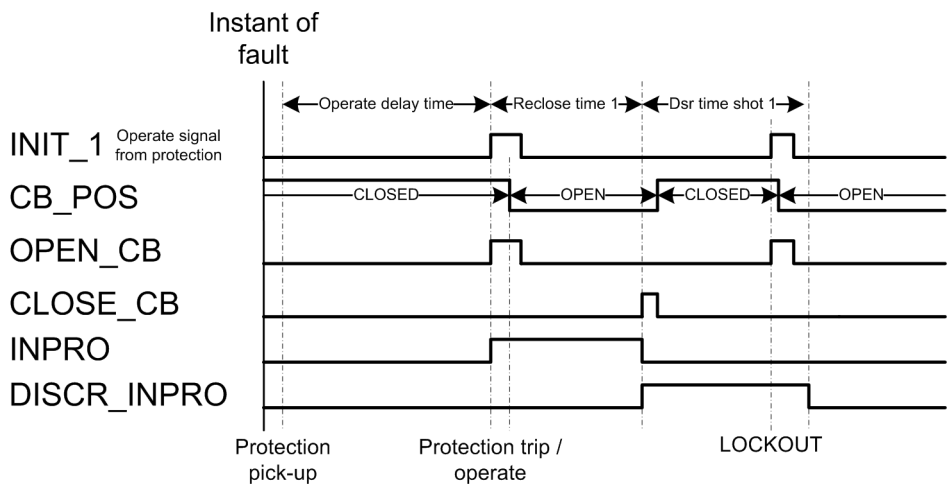 Instant of
fault
Operate delay time
Reclose time 1
Dsr time shot 1
INIT_1
Operate signal
from protection
CB_POS
CLOSED
OPEN
CLOSED
OPEN
OPEN_CB
CLOSE_CB
INPRO
DISCR_INPRO
Protection
pick-up
Protection trip /
operate
LOCKOUT